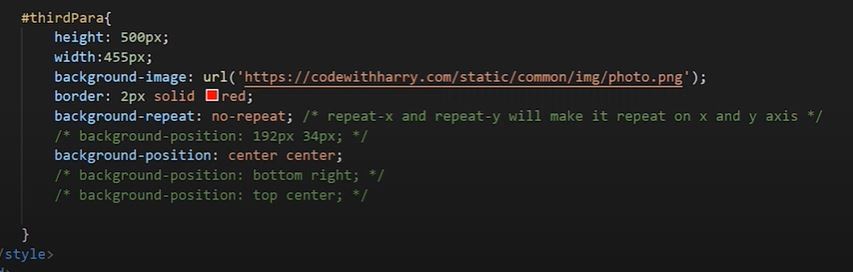 #thirdPara{
height: 500px;
width:455px;
background-image: url('https://codewithharry.com/static/common/img/photo.png');
border: 2px solid red;
background-repeat: no-repeat; /* repeat-x and repeat-y will make it repeat on x and y axis */
/* background-position: 192px 34px; */
background-position: center center;
/* background-position: bottom right; */
/* background-position: top center; */
}
/style>